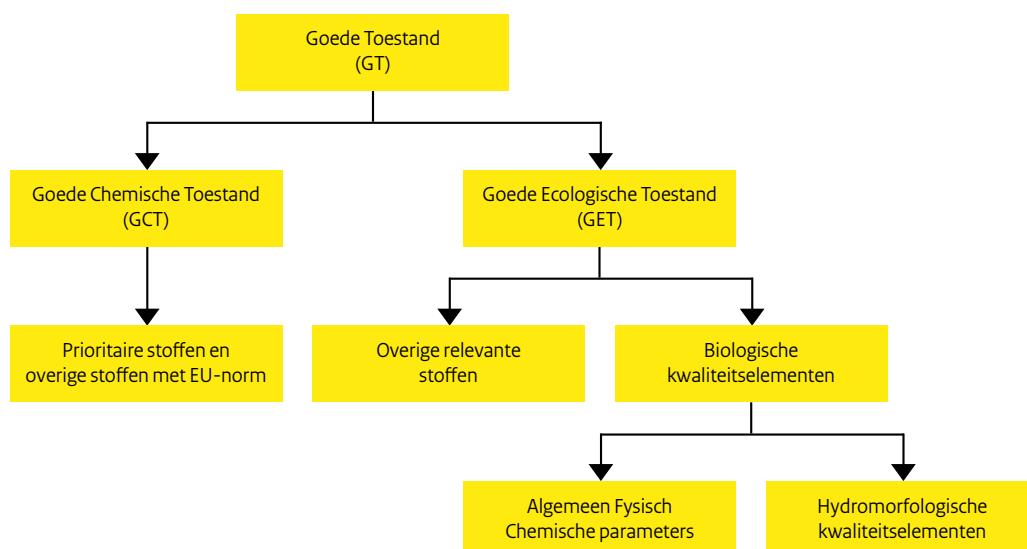 Goede Toestand
(GT)
Goede Chemische Toestand
(GCT)
Goede Ecologische Toestand
(GET)
Prioritaire stoffen en
overige stoffen met EU-norm
Overige relevante
stoffen
Biologische
kwaliteitselementen
Algemeen Fysisch
Chemische parameters
Hydromorfologische
kwaliteitselementen